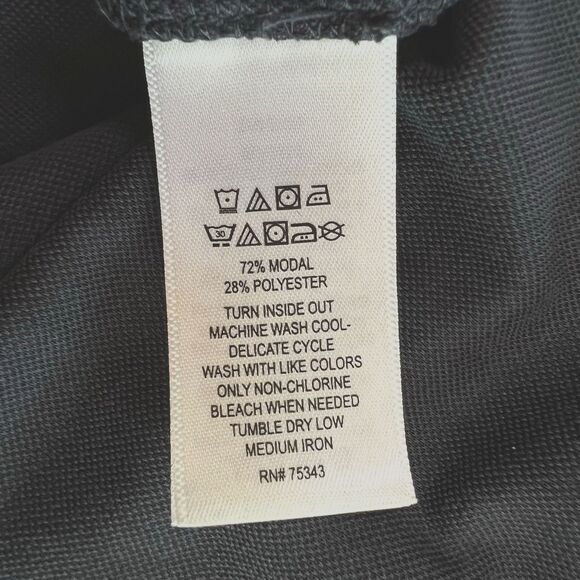 30
72% MODAL
28% POLYESTER
TURN INSIDE OUT
MACHINE WASH COOL-
DELICATE CYCLE
WASH WITH LIKE COLORS
ONLY NON-CHLORINE
BLEACH WHEN NEEDED
TUMBLE DRY LOW
MEDIUM IRON
RN# 75343